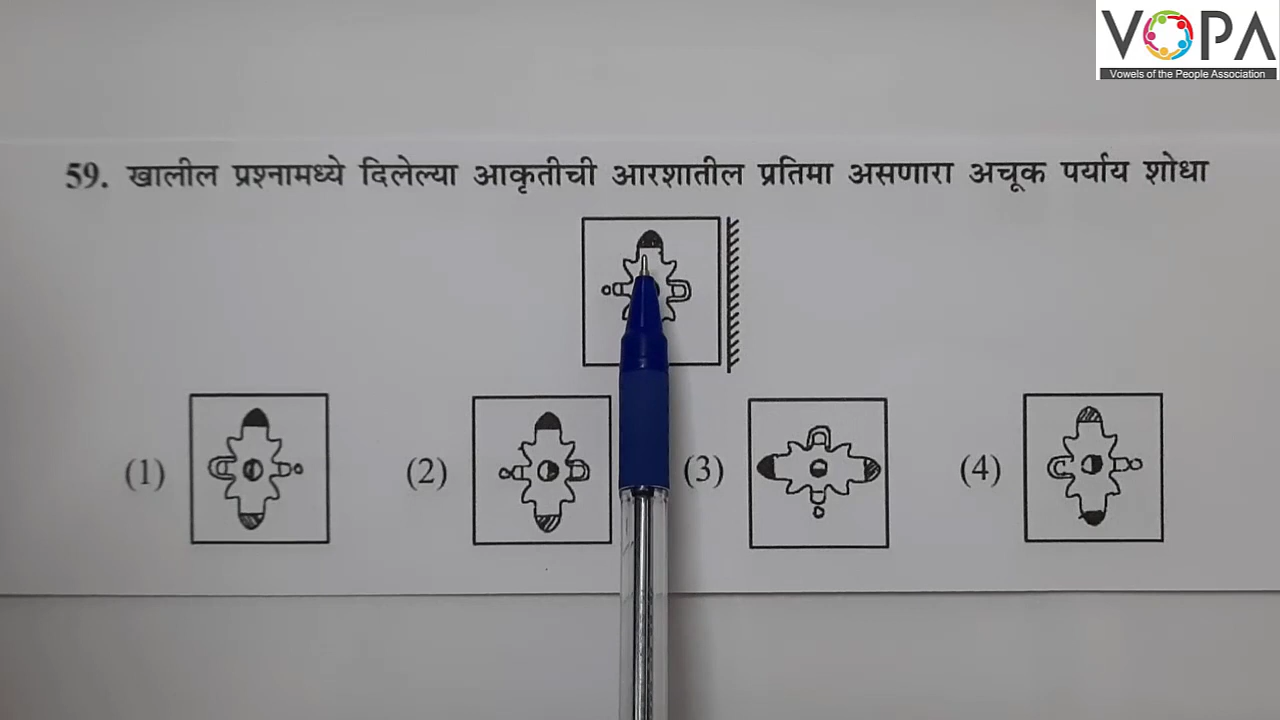 VOPA
Vowels of the People Association
59. खालील प्रश्नामध्ये दिलेल्या आकृतीची आरशातील प्रतिमा असणारा अचूक पर्याय शोधा
(1) (2) (3) (4)